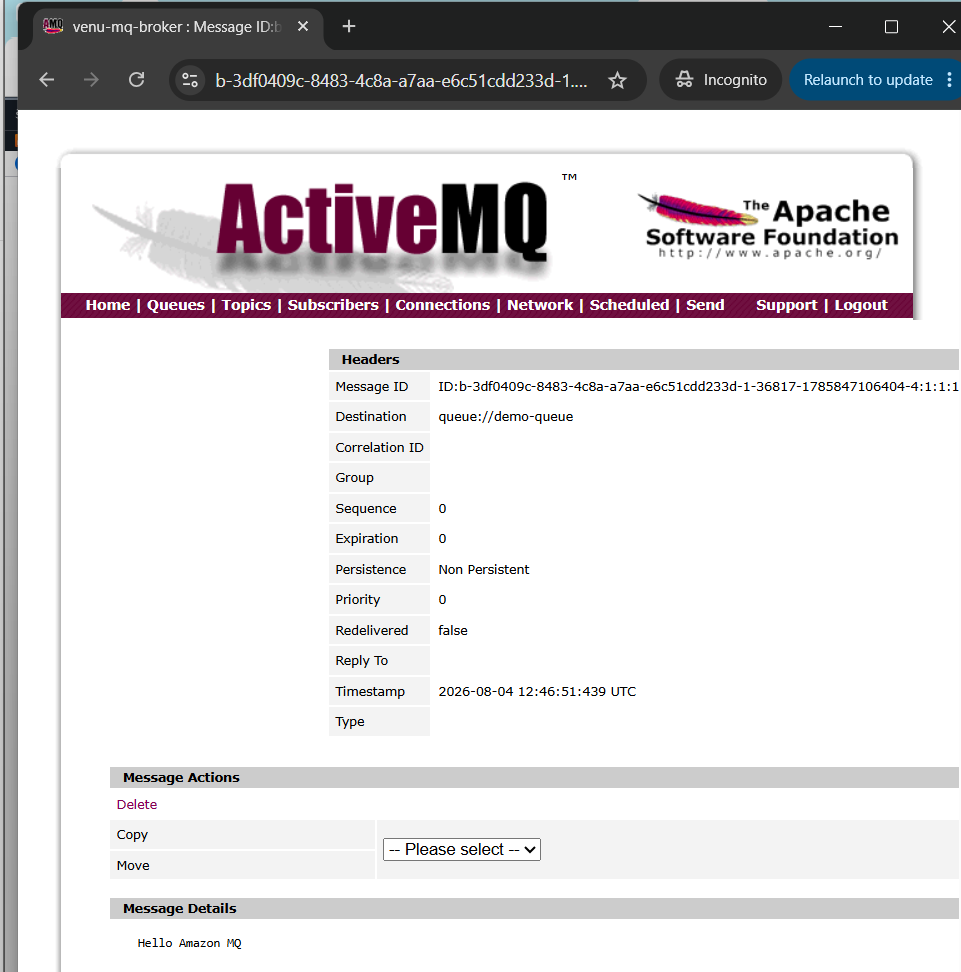 venu-mq-broker : Message ID:b
b-3df0409c-8483-4c8a-a7aa-e6c51cdd233d-1....
Incognito
Relaunch to update
ActiveMQ ™
The Apache
Software Foundation
http://www.apache.org/
Home | Queues | Topics | Subscribers | Connections | Network | Scheduled | Send Support | Logout
Headers
Message ID ID:b-3df0409c-8483-4c8a-a7aa-e6c51cdd233d-1-36817-1785847106404-4:1:1:1
Destination queue://demo-queue
Correlation ID
Group
Sequence 0
Expiration 0
Persistence Non Persistent
Priority 0
Redelivered false
Reply To
Timestamp 2026-08-04 12:46:51:439 UTC
Type
Message Actions
Delete
Copy
-- Please select --
Move
Message Details
Hello Amazon MQ